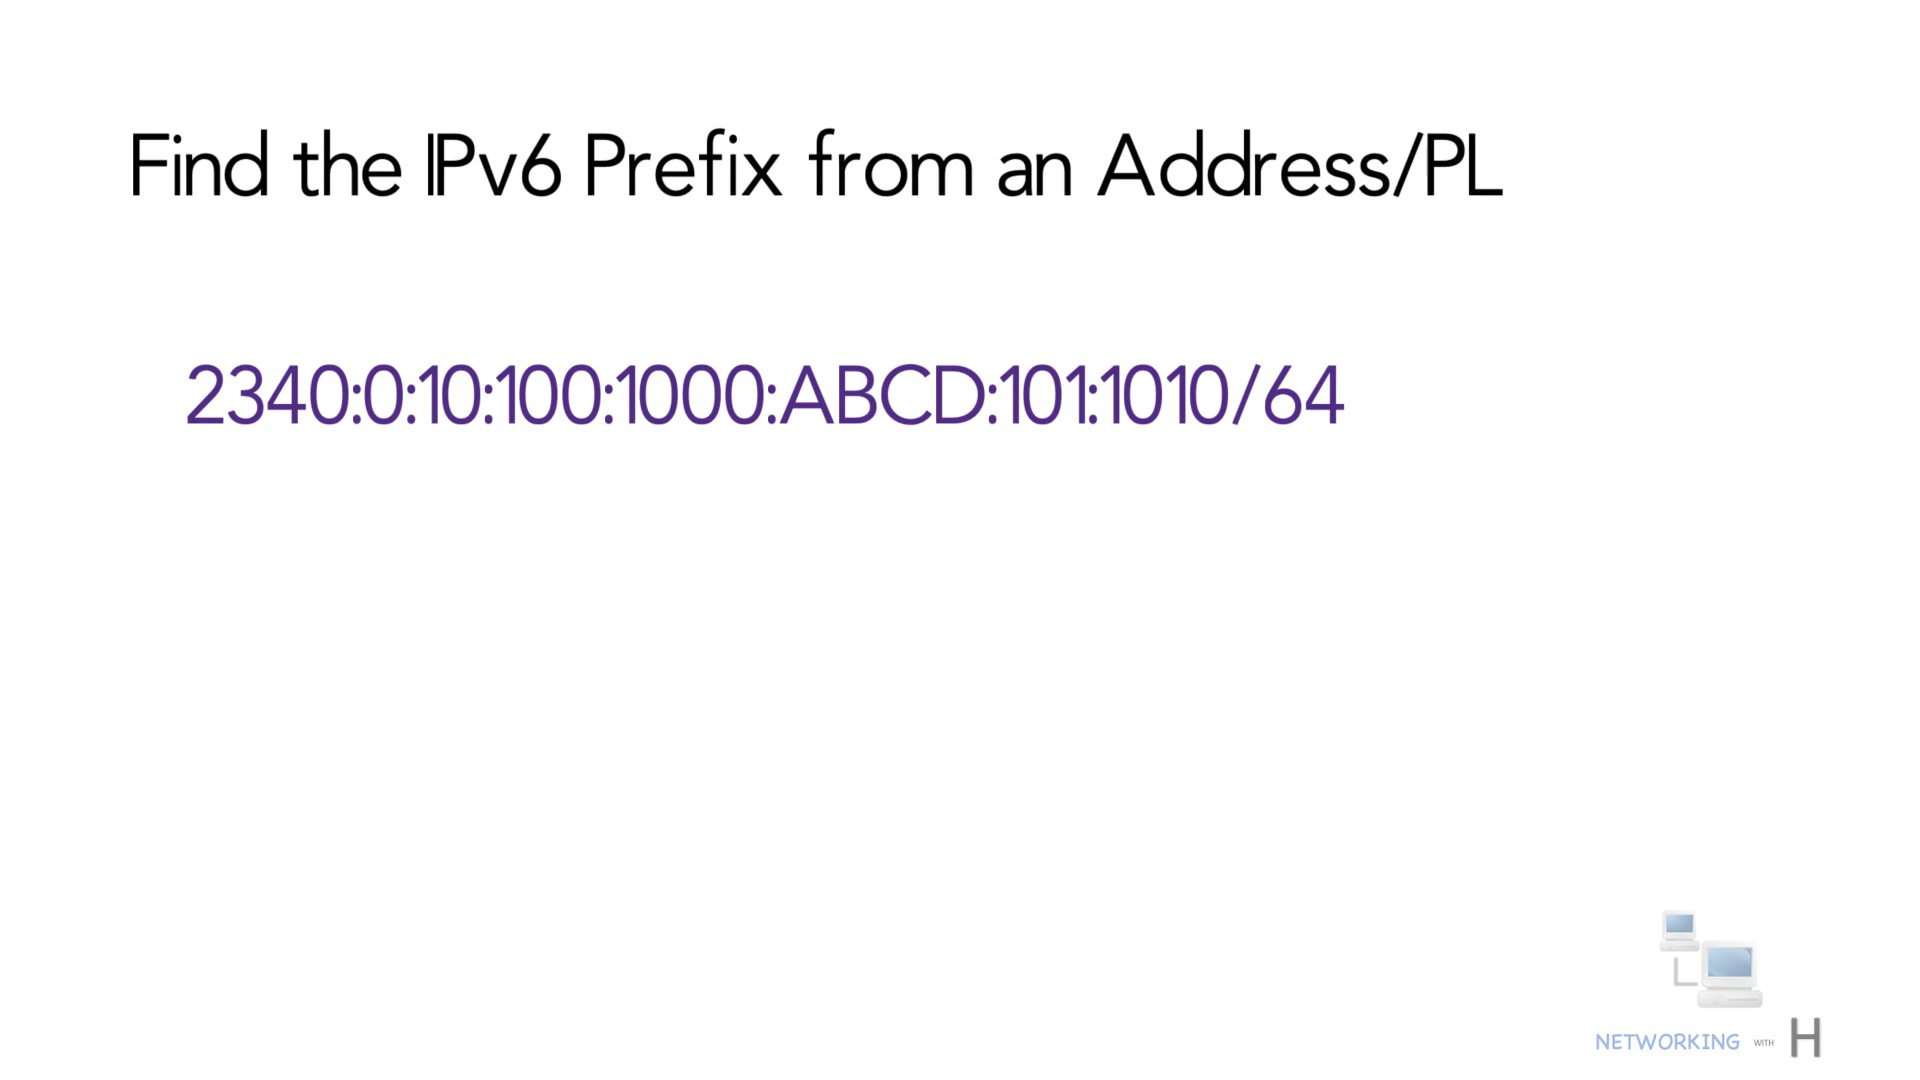 Find the IPv6 Prefix from an Address/PL
2340:0:10:100:1000:ABCD:101:1010/64
NETWORKING WITH H